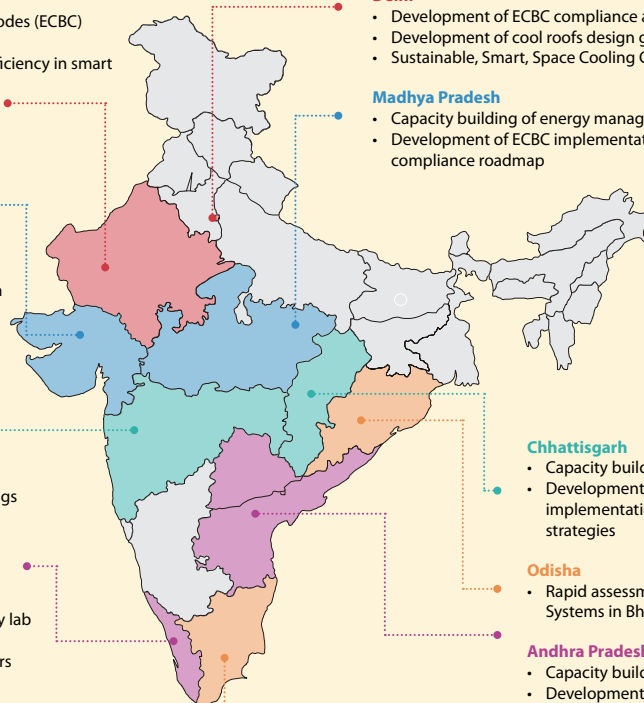 odes (ECBC)
ficiency in smart
• Development of ECBC compliance a
• Development of cool roofs design g
• Sustainable, Smart, Space Cooling C
Madhya Pradesh
• Capacity building of energy manag
• Development of ECBC implementat
compliance roadmap
gs
y lab
rs
Chhattisgarh
• Capacity build
• Development
implementatio
strategies
Odisha
• Rapid assessm
Systems in Bh
Andhra Pradesh
• Capacity build
• Development